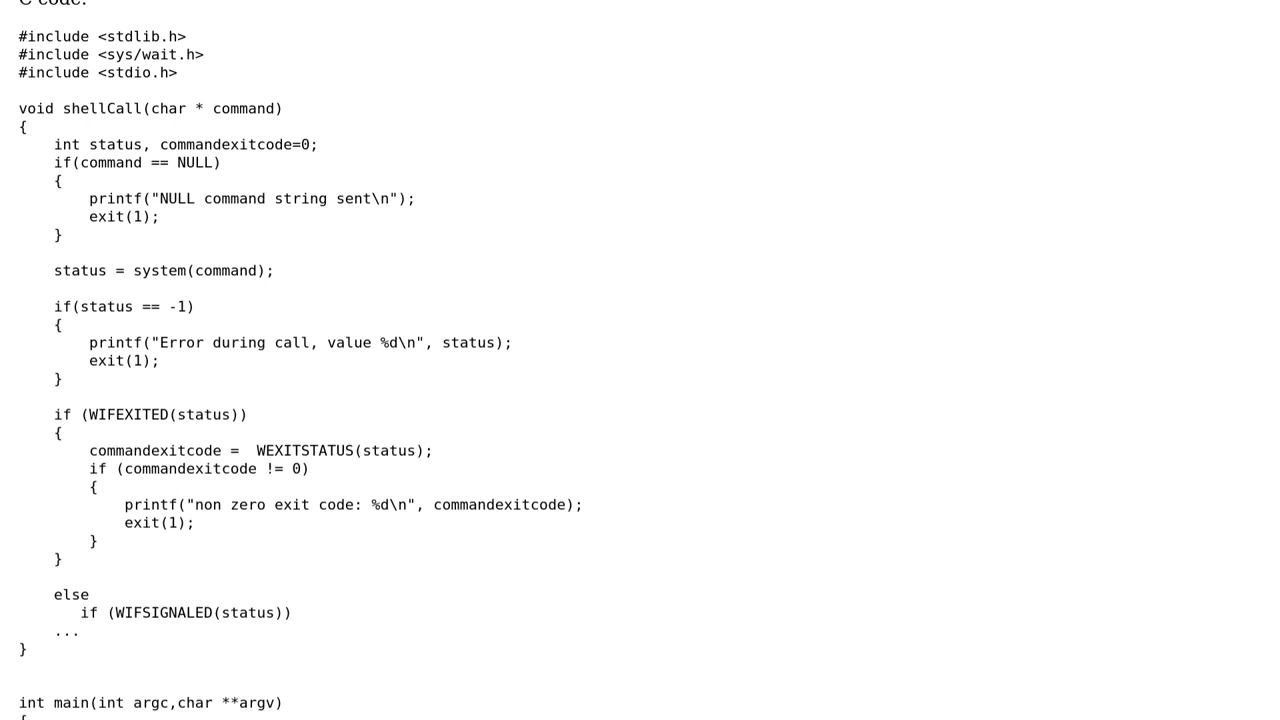 C code:
#include <stdlib.h>
#include <sys/wait.h>
#include <stdio.h>
void shellCall(char * command)
{
    int status, commandexitcode=0;
    if(command == NULL)
    {
        printf("NULL command string sent\n");
        exit(1);
    }
    status = system(command);
    if(status == -1)
    {
        printf("Error during call, value %d\n", status);
        exit(1);
    }
    if (WIFEXITED(status))
    {
        commandexitcode =  WEXITSTATUS(status);
        if (commandexitcode != 0)
        {
            printf("non zero exit code: %d\n", commandexitcode);
            exit(1);
        }
    }
    else
       if (WIFSIGNALED(status))
    ...
}
int main(int argc,char **argv)
{